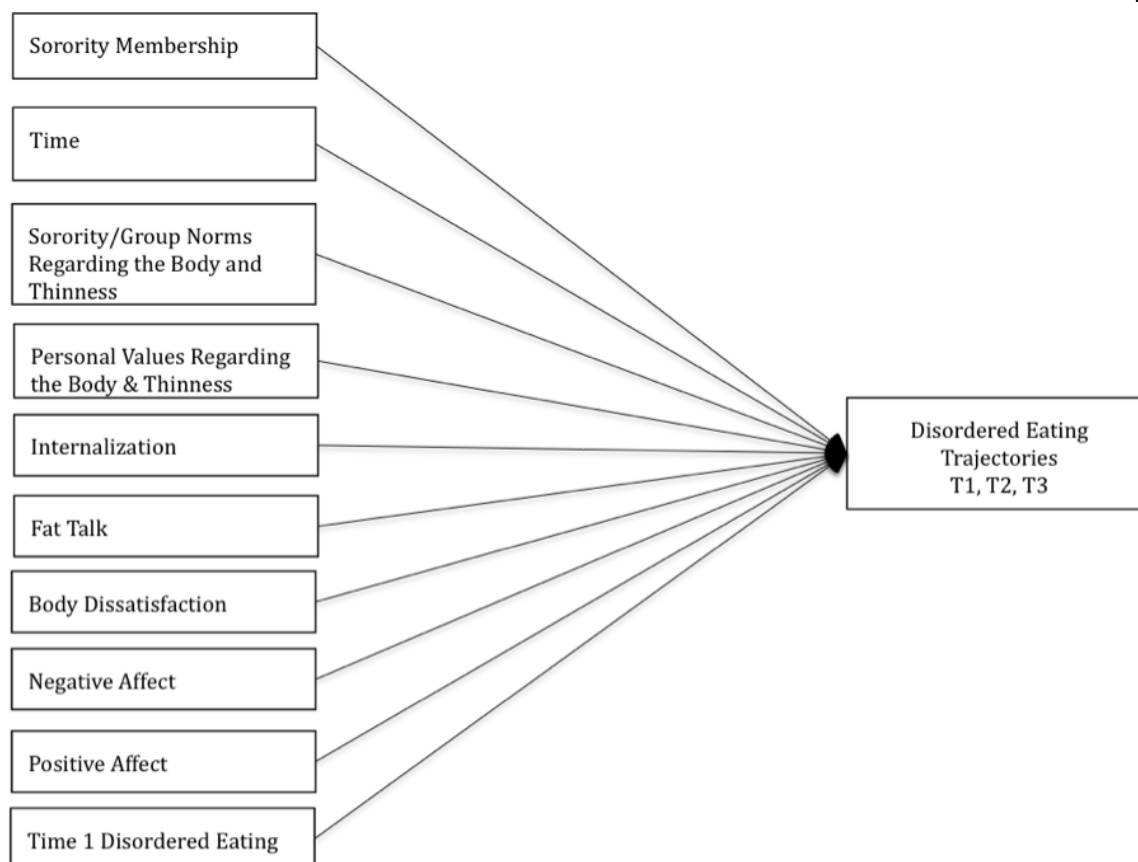 Sorority Membership
Time
Sorority/Group Norms
Regarding the Body and
Thinness
Personal Values Regarding
the Body & Thinness
Internalization
Fat Talk
Body Dissatisfaction
Negative Affect
Positive Affect
Time 1 Disordered Eating
Disordered Eating
Trajectories
T1, T2, T3